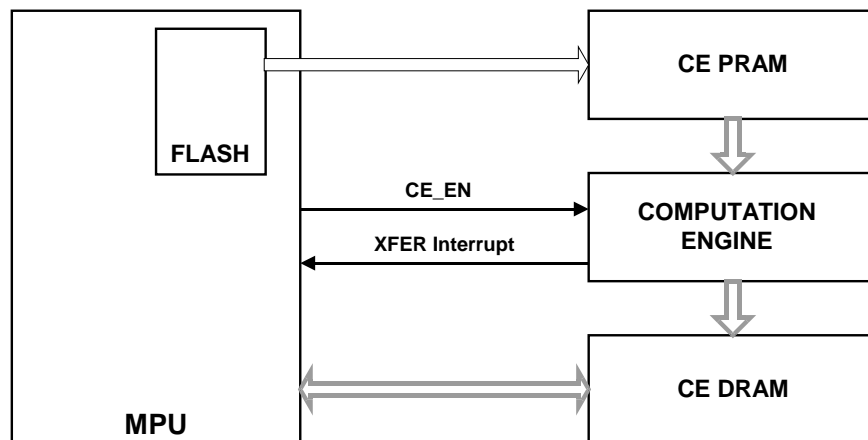 CE PRAM
FLASH
CE_EN
COMPUTATION
ENGINE
XFER Interrupt
CE DRAM
MPU